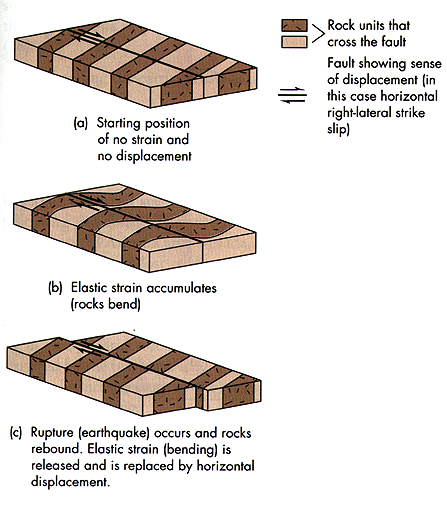 Rock units that
cross the fault
Fault showing sense
of displacement (in
this case horizontal
right-lateral strike
slip)
(a) Starting position
of no strain and
no displacement
(b) Elastic strain accumulates
(rocks bend)
(c) Rupture (earthquake) occurs and rocks
rebound. Elastic strain (bending) is
released and is replaced by horizontal
displacement.